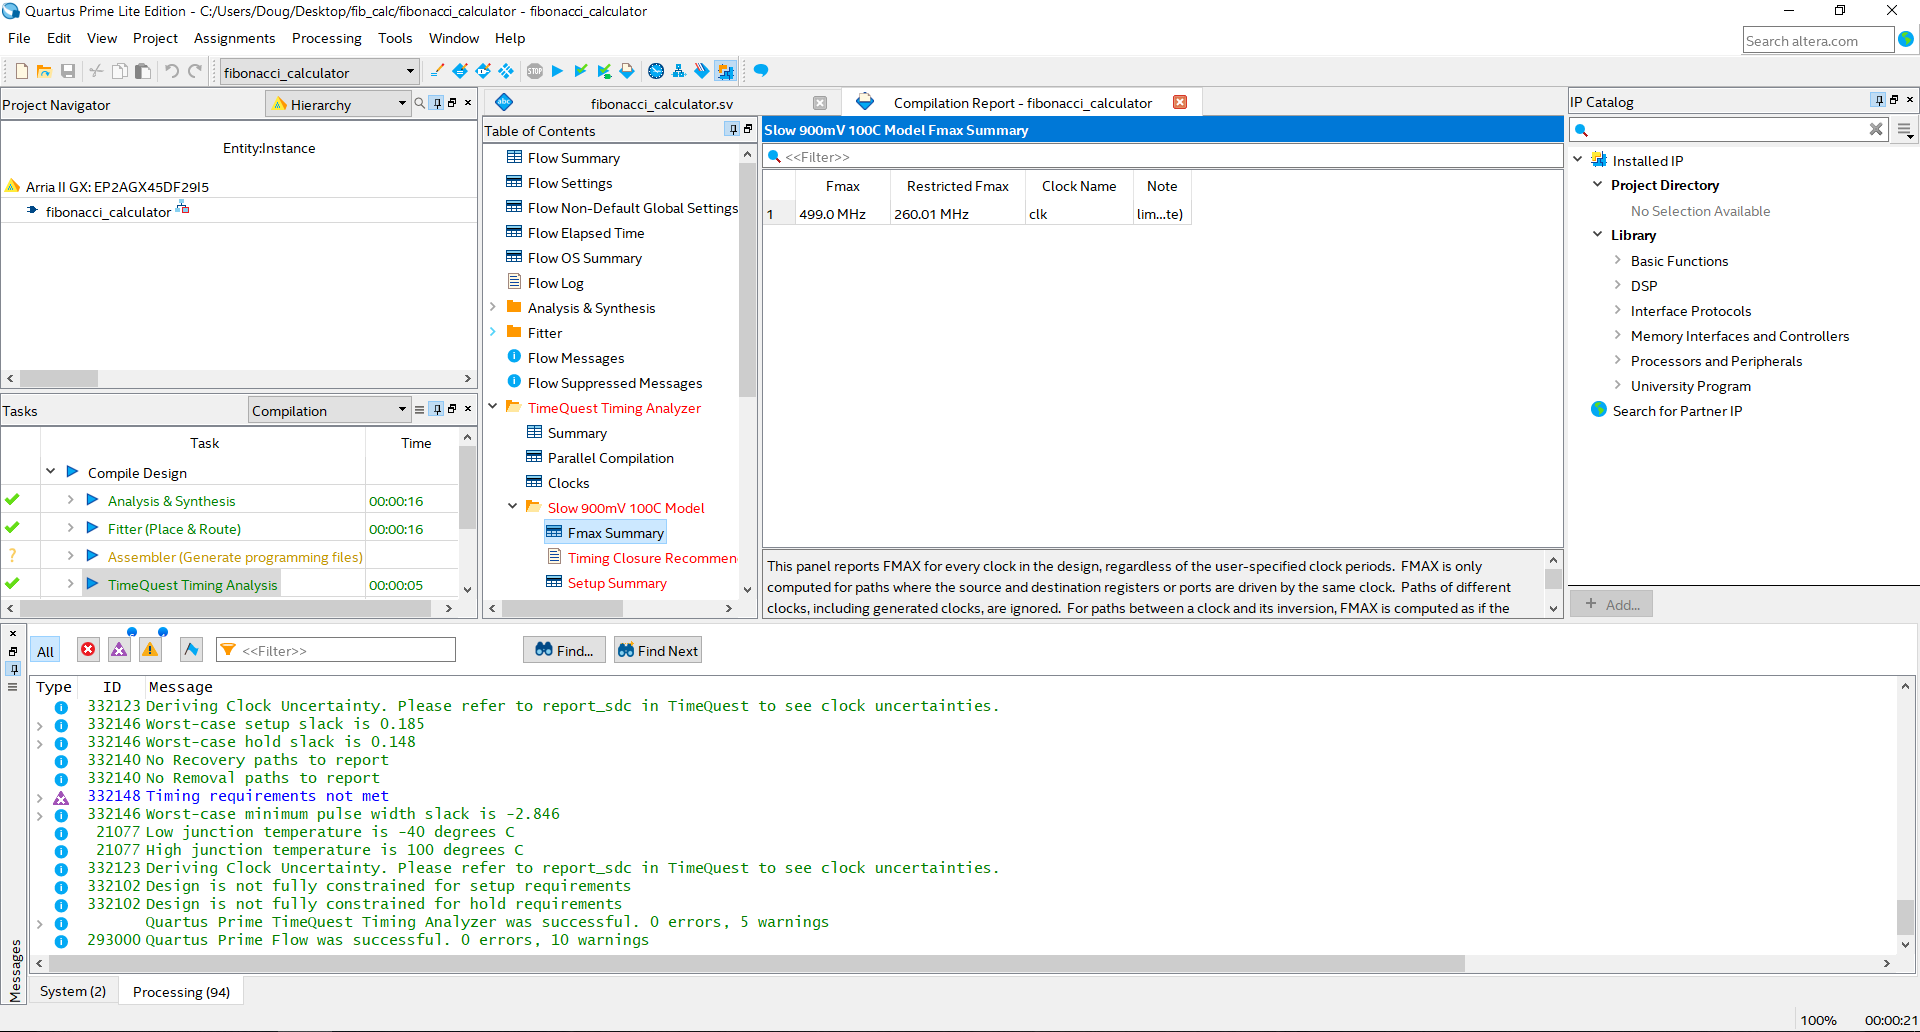 Quartus Prime Lite Edition - C:/Users/Doug/Desktop/fib_calc/fibonacci_calculator - fibonacci_calculator
File Edit View Project Assignments Processing Tools Window Help
Search altera.com
fibonacci_calculator
Project Navigator
Hierarchy
Entity:Instance
Arria II GX: EP2AGX45DF29I5
fibonacci_calculator
Tasks
Compilation
Task Time
Compile Design
Analysis & Synthesis 00:00:16
Fitter (Place & Route) 00:00:16
Assembler (Generate programming files)
TimeQuest Timing Analysis 00:00:05
fibonacci_calculator.sv
Compilation Report - fibonacci_calculator
Table of Contents
Flow Summary
Flow Settings
Flow Non-Default Global Settings
Flow Elapsed Time
Flow OS Summary
Flow Log
Analysis & Synthesis
Fitter
Flow Messages
Flow Suppressed Messages
TimeQuest Timing Analyzer
Summary
Parallel Compilation
Clocks
Slow 900mV 100C Model
Fmax Summary
Timing Closure Recommen
Setup Summary
Slow 900mV 100C Model Fmax Summary
<<Filter>>
Fmax Restricted Fmax Clock Name Note
1 499.0 MHz 260.01 MHz clk lim...te)
This panel reports FMAX for every clock in the design, regardless of the user-specified clock periods. FMAX is only
computed for paths where the source and destination registers or ports are driven by the same clock. Paths of different
clocks, including generated clocks, are ignored. For paths between a clock and its inversion, FMAX is computed as if the
IP Catalog
Installed IP
Project Directory
No Selection Available
Library
Basic Functions
DSP
Interface Protocols
Memory Interfaces and Controllers
Processors and Peripherals
University Program
Search for Partner IP
+ Add...
All
<<Filter>>
Find...
Find Next
Type ID Message
332123 Deriving Clock Uncertainty. Please refer to report_sdc in TimeQuest to see clock uncertainties.
332146 Worst-case setup slack is 0.185
332146 Worst-case hold slack is 0.148
332140 No Recovery paths to report
332140 No Removal paths to report
332148 Timing requirements not met
332146 Worst-case minimum pulse width slack is -2.846
21077 Low junction temperature is -40 degrees C
21077 High junction temperature is 100 degrees C
332123 Deriving Clock Uncertainty. Please refer to report_sdc in TimeQuest to see clock uncertainties.
332102 Design is not fully constrained for setup requirements
332102 Design is not fully constrained for hold requirements
Quartus Prime TimeQuest Timing Analyzer was successful. 0 errors, 5 warnings
293000 Quartus Prime Flow was successful. 0 errors, 10 warnings
Messages
System (2)
Processing (94)
100% 00:00:21